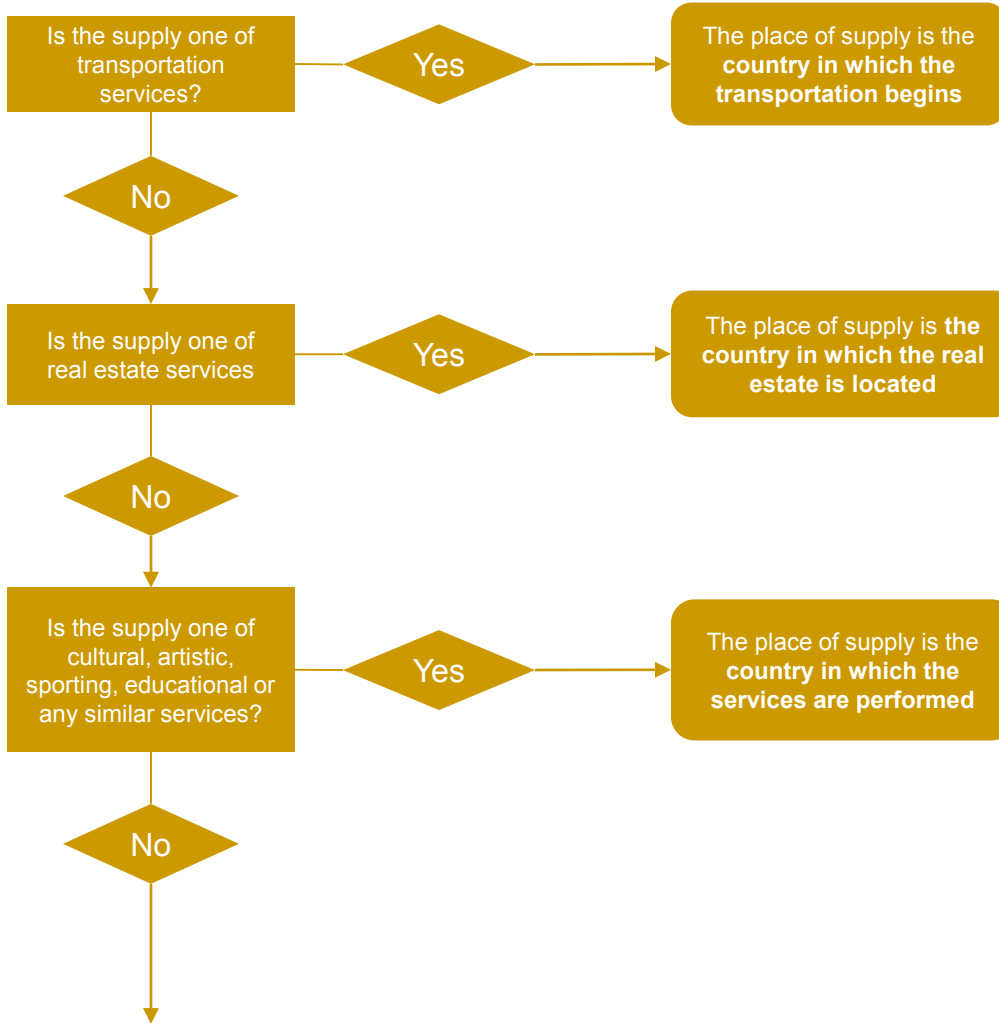 Is the supply one of
transportation
services?
Yes
The place of supply is the
country in which the
transportation begins
No
Is the supply one of
real estate services
Yes
The place of supply is the
country in which the real
estate is located
No
Is the supply one of
cultural, artistic,
sporting, educational or
any similar services?
Yes
The place of supply is the
country in which the
services are performed
No